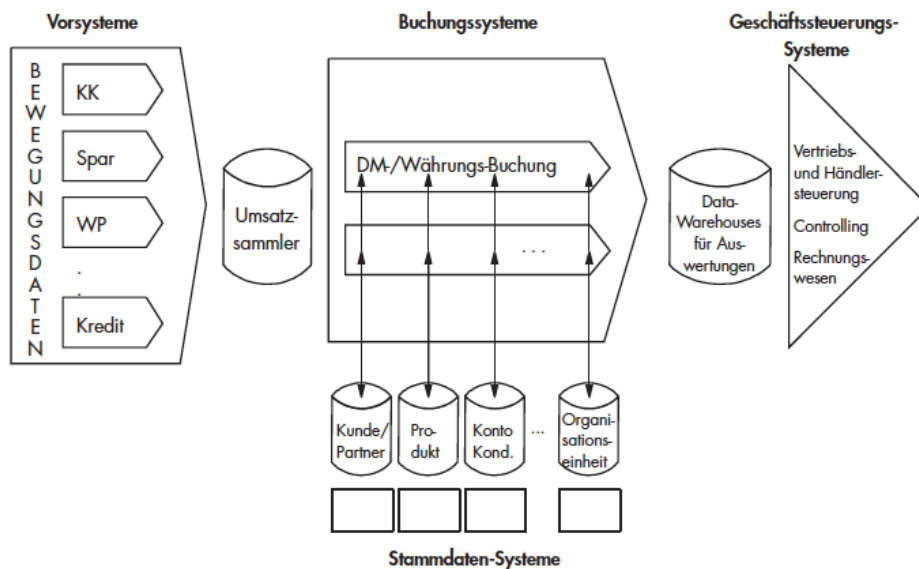 Vorsysteme
Buchungssysteme
Geschäftssteuerungs-
Systeme
BEWEGUNGSDATEN
KK
Spar
WP
.
.
Kredit
Umsatz-
sammler
DM-/Währungs-Buchung
. . .
Data-
Warehouses
für Aus-
wertungen
Vertriebs-
und Händler-
steuerung
Controlling
Rechnungs-
wesen
Kunde/
Partner
Pro-
dukt
Konto
Kond.
...
Organi-
sations-
einheit
Stammdaten-Systeme